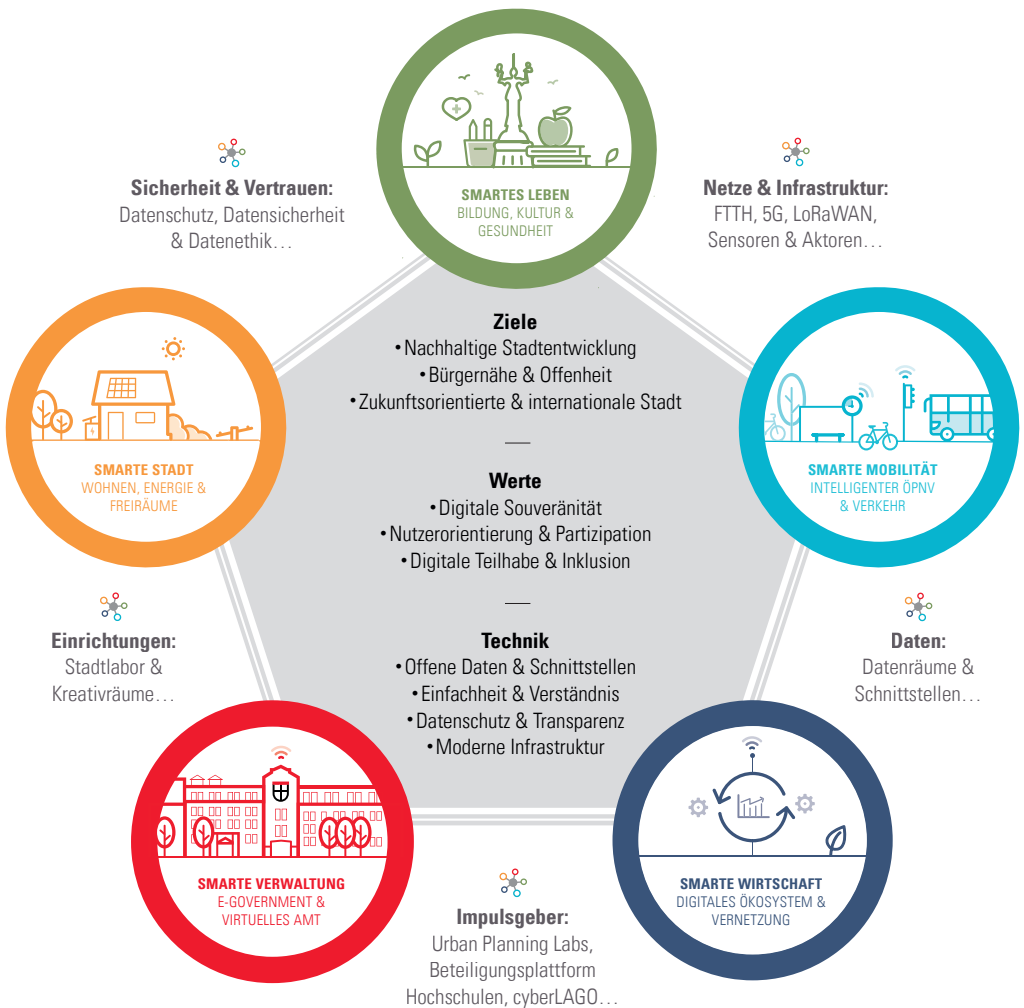 SMARTES LEBEN
BILDUNG, KULTUR &
GESUNDHEIT
Sicherheit & Vertrauen:
Datenschutz, Datensicherheit
& Datenethik…
Netze & Infrastruktur:
FTTH, 5G, LoRaWAN,
Sensoren & Aktoren…
Ziele
• Nachhaltige Stadtentwicklung
• Bürgernähe & Offenheit
• Zukunftsorientierte & internationale Stadt
Werte
• Digitale Souveränität
• Nutzerorientierung & Partizipation
• Digitale Teilhabe & Inklusion
Technik
• Offene Daten & Schnittstellen
• Einfachheit & Verständnis
• Datenschutz & Transparenz
• Moderne Infrastruktur
SMARTE STADT
WOHNEN, ENERGIE &
FREIRÄUME
SMARTE MOBILITÄT
INTELLIGENTER ÖPNV
& VERKEHR
Einrichtungen:
Stadtlabor &
Kreativräume…
Daten:
Datenräume &
Schnittstellen…
SMARTE VERWALTUNG
E-GOVERNMENT &
VIRTUELLES AMT
SMARTE WIRTSCHAFT
DIGITALES ÖKOSYSTEM &
VERNETZUNG
Impulsgeber:
Urban Planning Labs,
Beteiligungsplattform
Hochschulen, cyberLAGO…